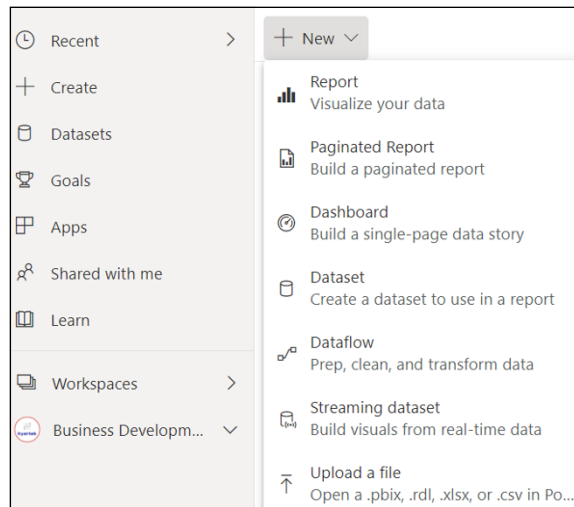 Recent
Create
Datasets
Goals
Apps
Shared with me
Learn
Workspaces
Business Developm...
New
Report
Visualize your data
Paginated Report
Build a paginated report
Dashboard
Build a single-page data story
Dataset
Create a dataset to use in a report
Dataflow
Prep, clean, and transform data
Streaming dataset
Build visuals from real-time data
Upload a file
Open a .pbix, .rdl, .xlsx, or .csv in Po...